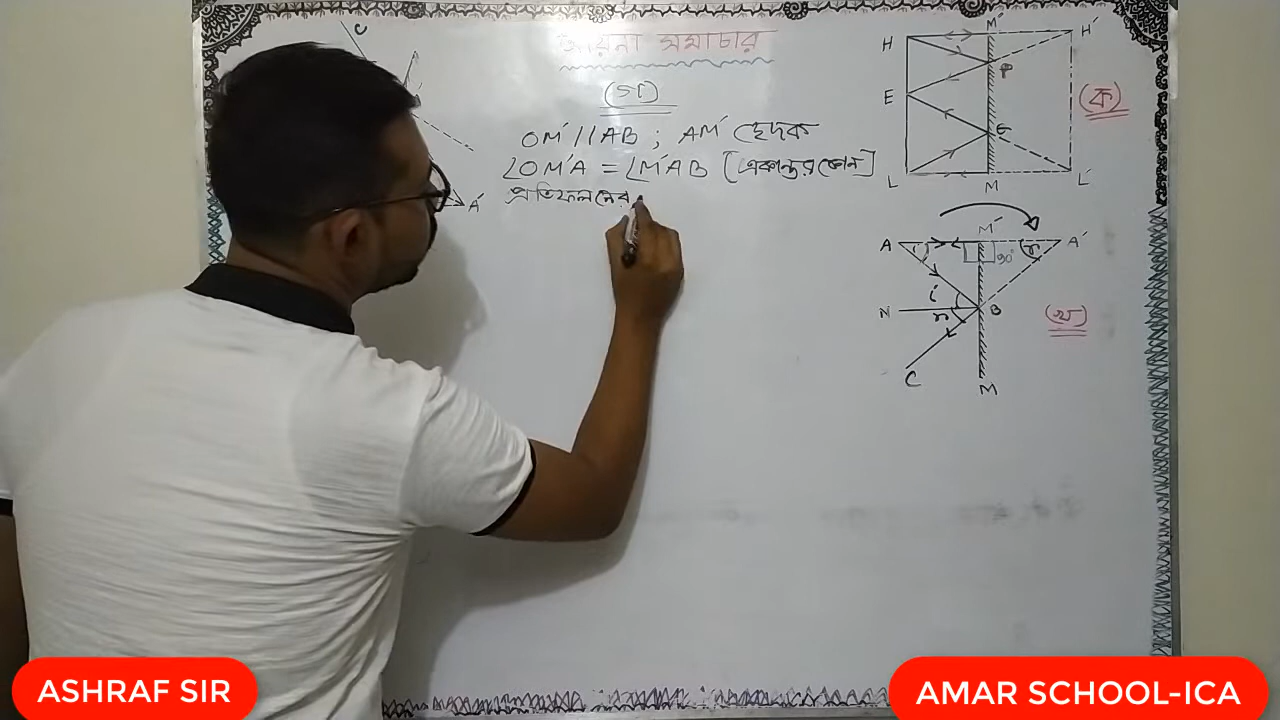 আয়না সমাচার
(গ)
OM' // AB ; AM' ছেদক
∠OM'A = ∠M'AB [একান্তর কোন]
প্রতিফলনের
C
A'
H M' H'
P
E
G
L M L'
(ক)
A M' A'
i r
90°
i
N O
r
C
M
(খ)
ASHRAF SIR
AMAR SCHOOL-ICA